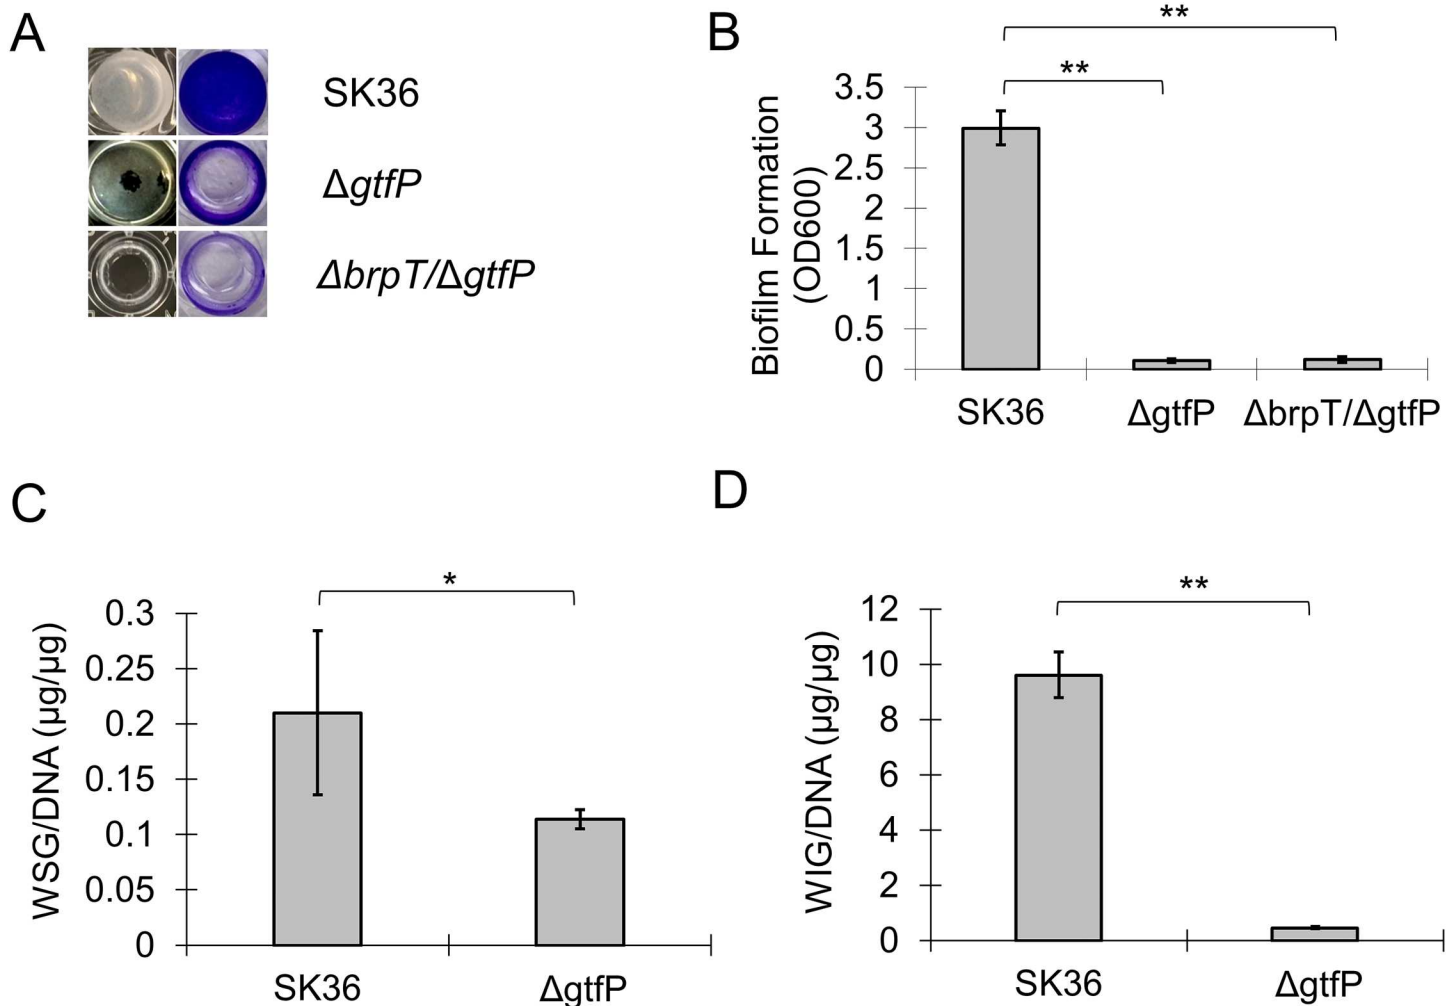 A
SK36
ΔgtfP
ΔbrpT/ΔgtfP
B
**
**
Biofilm Formation
(OD600)
3.5
3
2.5
2
1.5
1
0.5
0
SK36
ΔgtfP
ΔbrpT/ΔgtfP
C
*
WSG/DNA (µg/µg)
0.3
0.25
0.2
0.15
0.1
0.05
0
SK36
ΔgtfP
D
**
WIG/DNA (µg/µg)
12
10
8
6
4
2
0
SK36
ΔgtfP